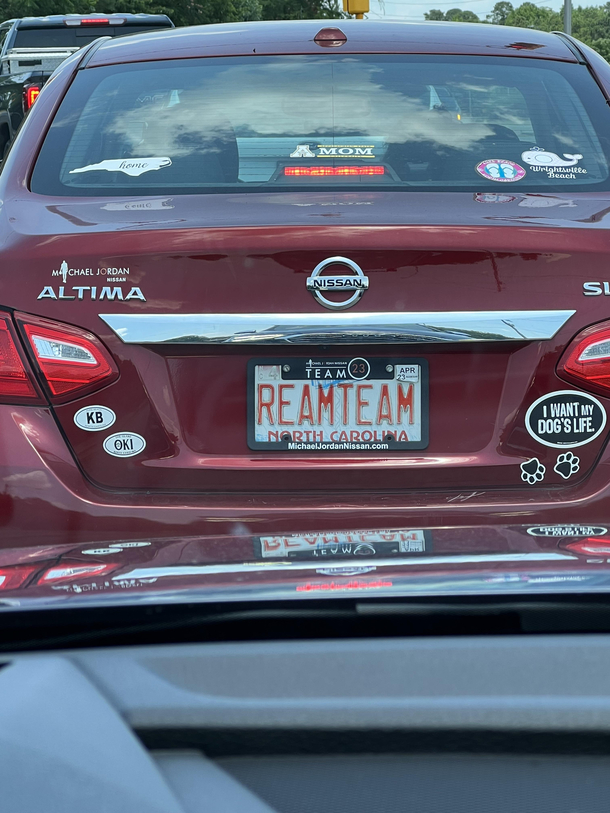 home
A MOM
Wrightsville
Beach
MICHAEL JORDAN
NISSAN
ALTIMA
NISSAN
SL
TEAM 23
APR
23
REAMTEAM
NORTH CAROLINA
MichaelJordanNissan.com
KB
OKI
I WANT MY
DOG'S LIFE.